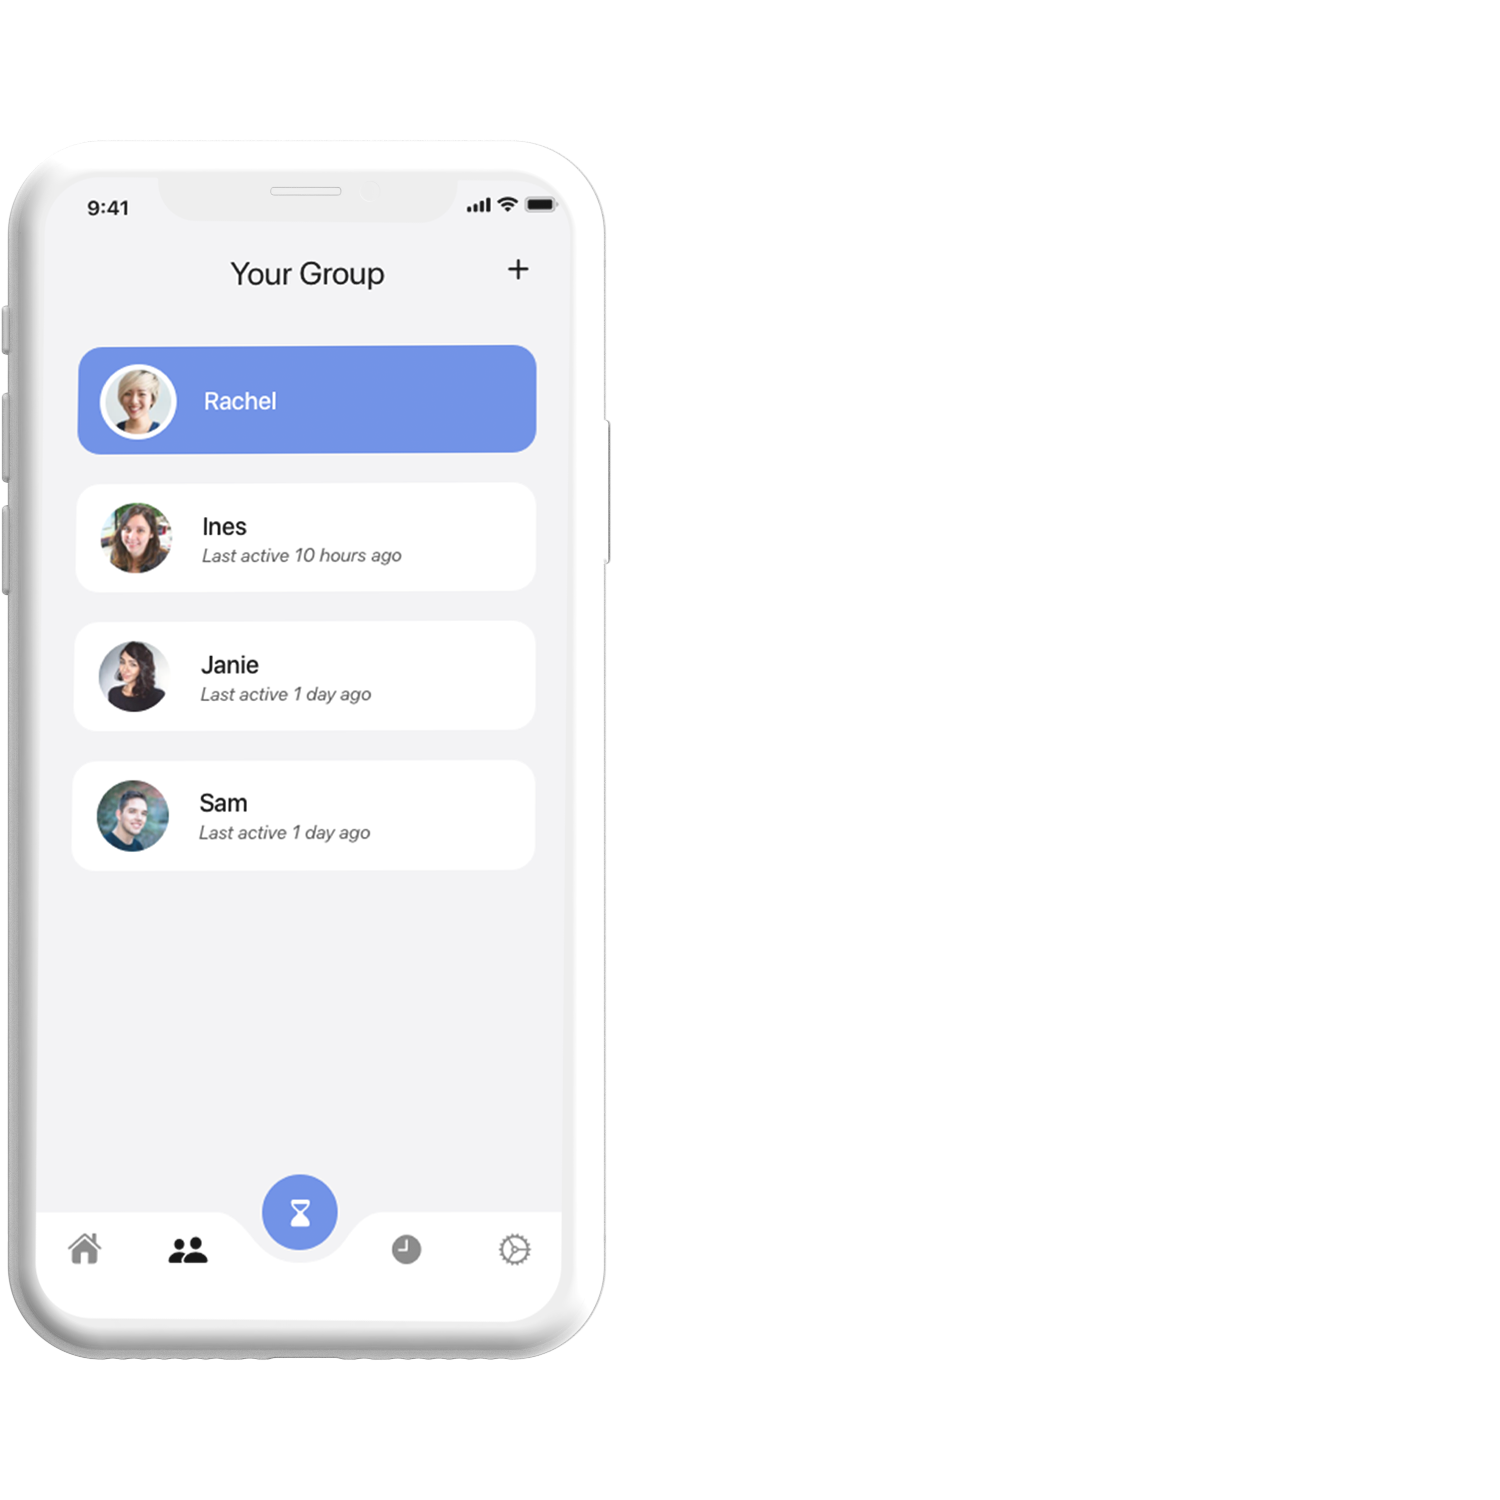 9:41
Your Group
+
Rachel
Ines
Last active 10 hours ago
Janie
Last active 1 day ago
Sam
Last active 1 day ago